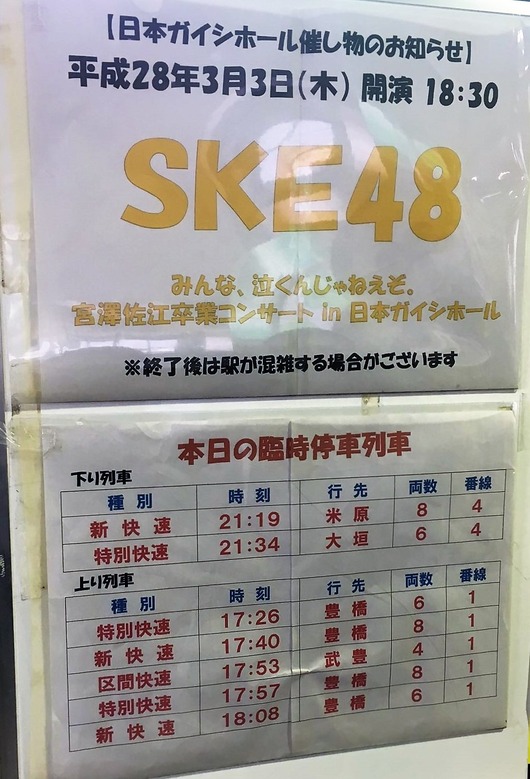 【日本ガイシホール催し物のお知らせ】
平成28年3月3日(木) 開演 18:30
SKE48
みんな、泣くんじゃねえぞ。
宮澤佐江卒業コンサート in 日本ガイシホール
※終了後は駅が混雑する場合がございます
本日の臨時停車列車
下り列車
種別 時刻 行先 両数 番線
新快速 21:19 米原 8 4
特別快速 21:34 大垣 6 4
上り列車
種別 時刻 行先 両数 番線
特別快速 17:26 豊橋 6 1
新快速 17:40 豊橋 8 1
区間快速 17:53 武豊 4 1
特別快速 17:57 豊橋 8 1
新快速 18:08 豊橋 6 1